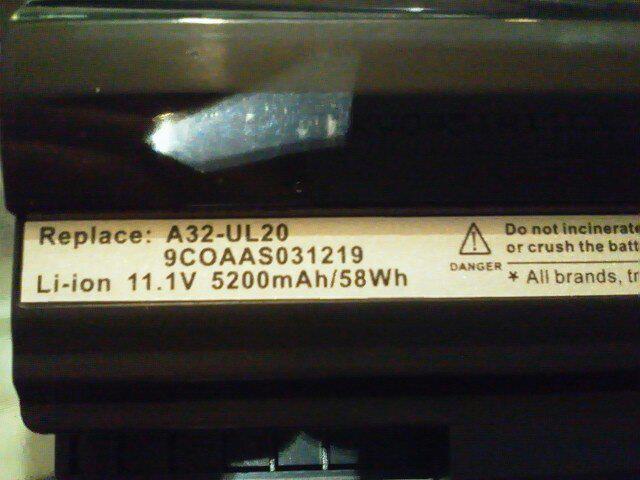 Replace: A32-UL20
9COAAS031219
Li-ion 11.1V 5200mAh/58Wh
DANGER
Do not incinerate
or crush the batt
* All brands, tr